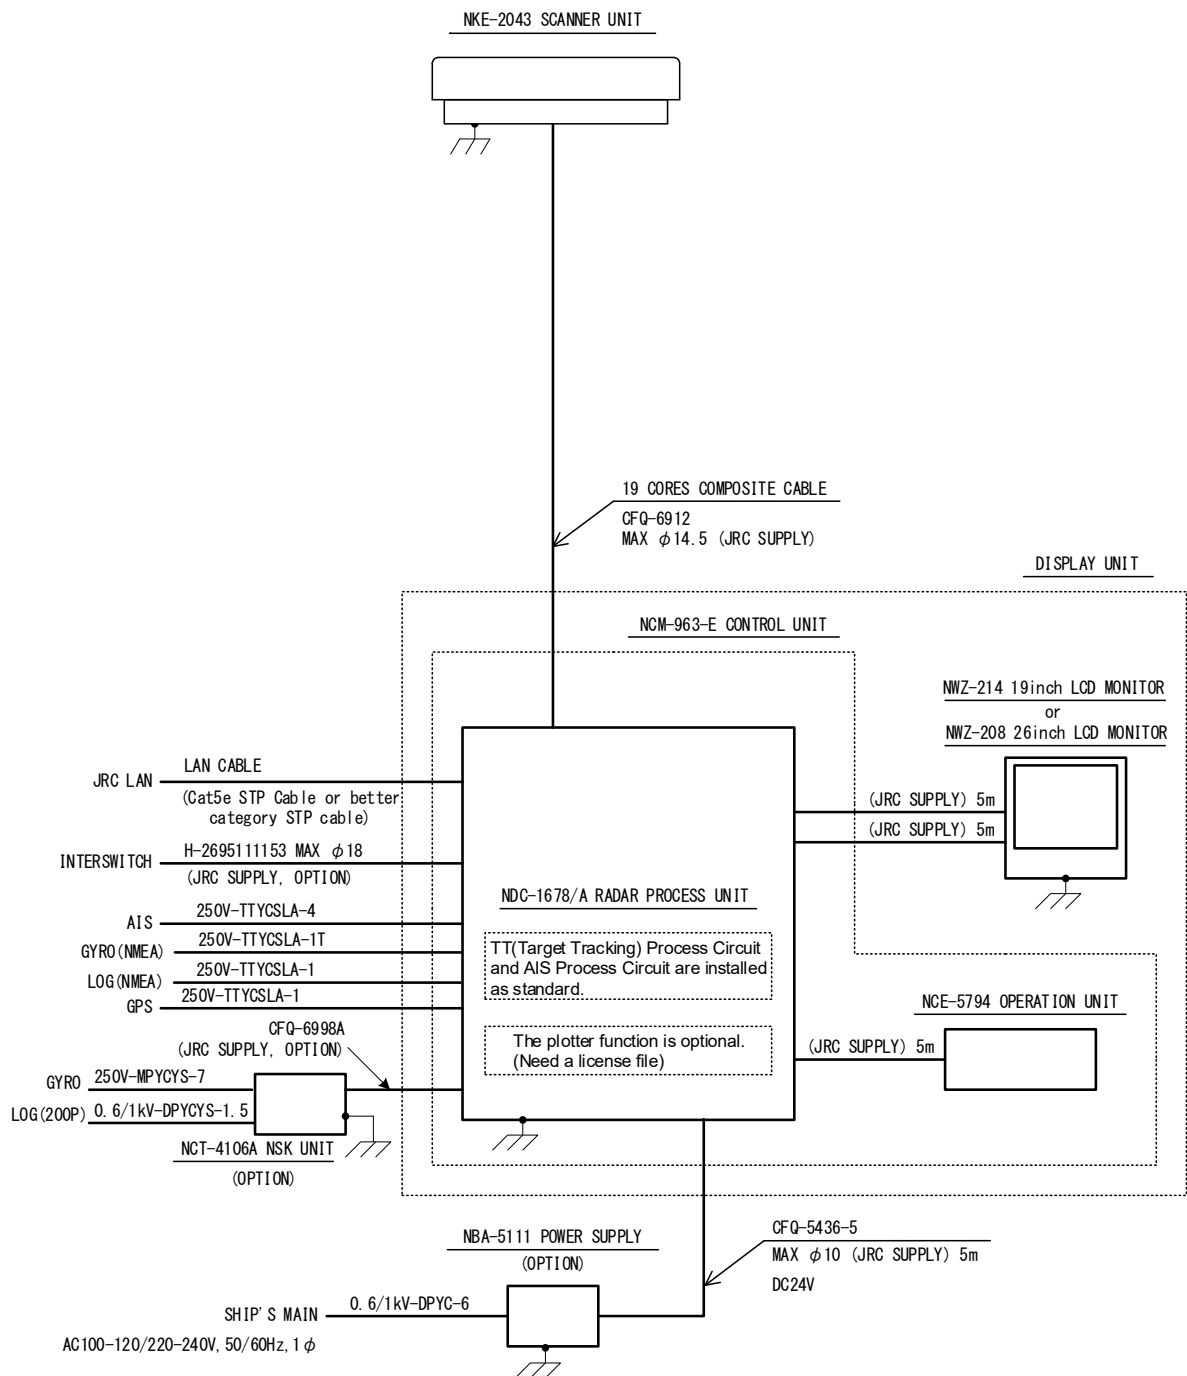 NKE-2043 SCANNER UNIT
19 CORES COMPOSITE CABLE
CFQ-6912
MAX φ14.5 (JRC SUPPLY)
DISPLAY UNIT
NCM-963-E CONTROL UNIT
NWZ-214 19inch LCD MONITOR
or
NWZ-208 26inch LCD MONITOR
JRC LAN
LAN CABLE
(Cat5e STP Cable or better
category STP cable)
(JRC SUPPLY) 5m
(JRC SUPPLY) 5m
INTERSWITCH
H-2695111153 MAX φ18
(JRC SUPPLY, OPTION)
NDC-1678/A RADAR PROCESS UNIT
AIS
250V-TTYCSLA-4
GYRO(NMEA)
250V-TTYCSLA-1T
LOG(NMEA)
250V-TTYCSLA-1
GPS
250V-TTYCSLA-1
TT(Target Tracking) Process Circuit
and AIS Process Circuit are installed
as standard.
NCE-5794 OPERATION UNIT
CFQ-6998A
(JRC SUPPLY, OPTION)
The plotter function is optional.
(Need a license file)
(JRC SUPPLY) 5m
GYRO
250V-MPYCYS-7
LOG(200P)
0.6/1kV-DPYCYS-1.5
NCT-4106A NSK UNIT
(OPTION)
NBA-5111 POWER SUPPLY
(OPTION)
CFQ-5436-5
MAX φ10 (JRC SUPPLY) 5m
DC24V
SHIP'S MAIN
0.6/1kV-DPYC-6
AC100-120/220-240V, 50/60Hz, 1φ